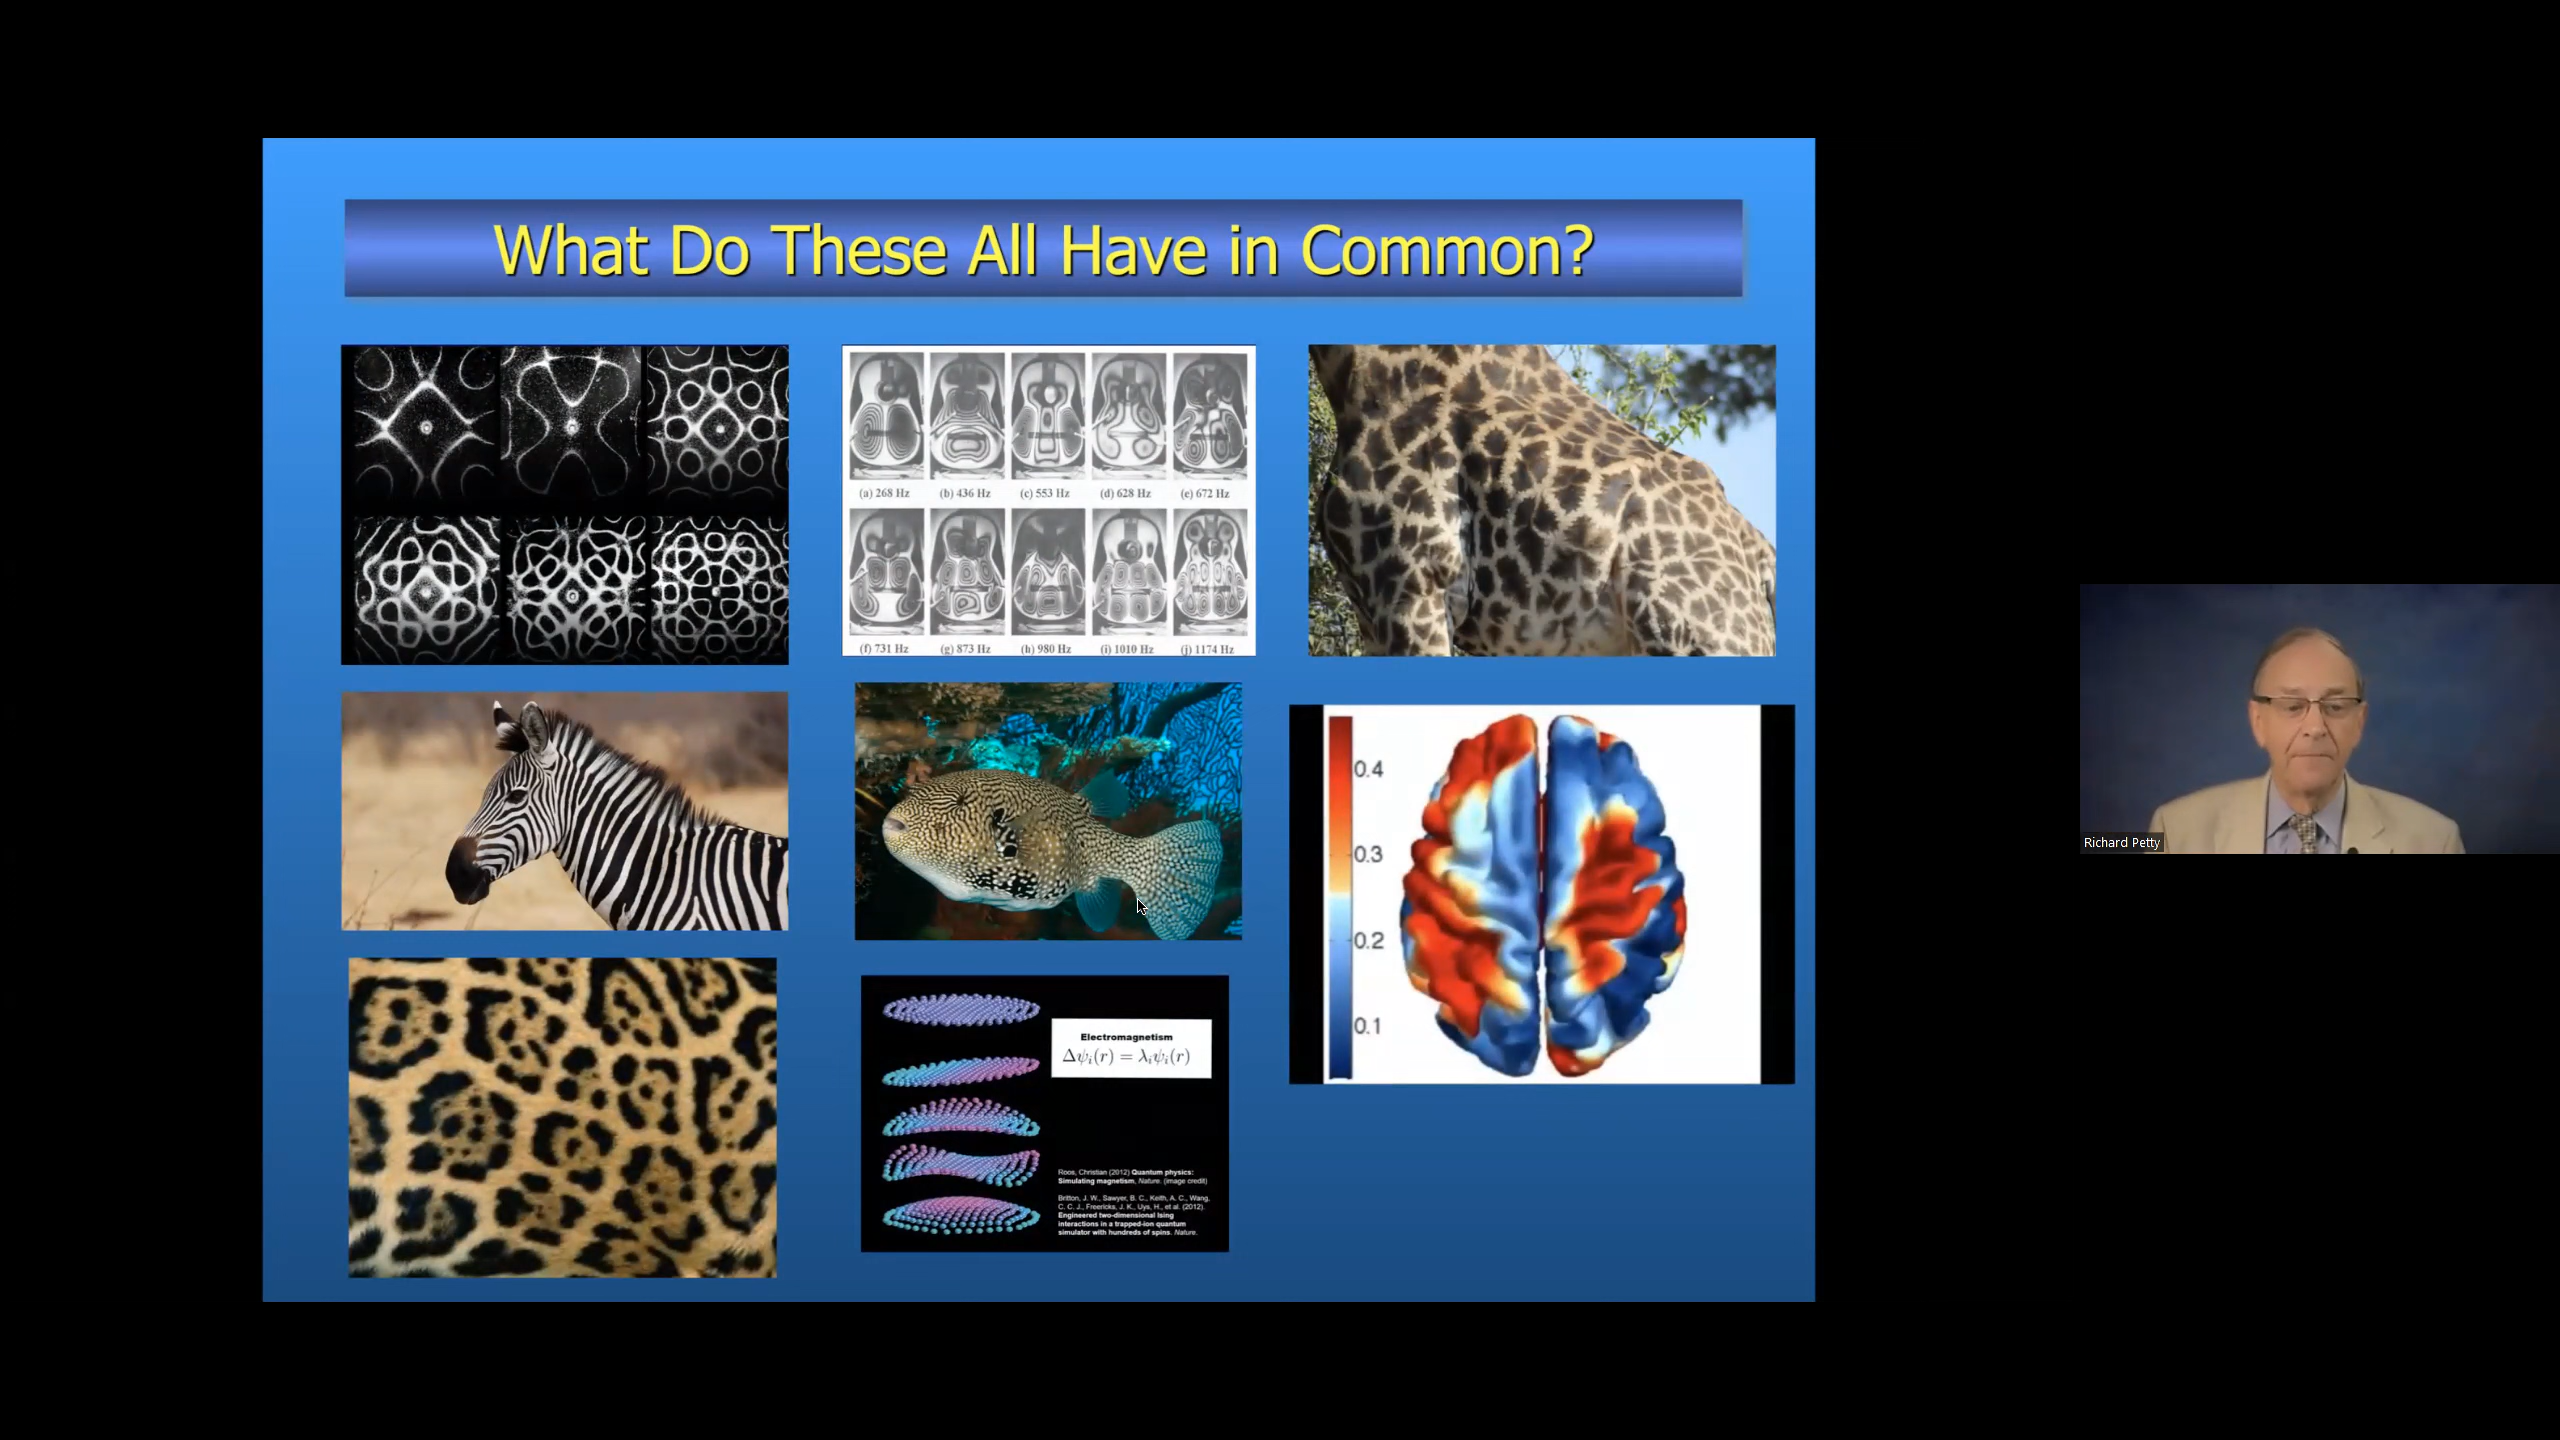 What Do These All Have in Common?
(a) 268 Hz (b) 436 Hz (c) 553 Hz (d) 628 Hz (e) 672 Hz
(f) 731 Hz (g) 873 Hz (h) 980 Hz (i) 1010 Hz (j) 1174 Hz
0.4
0.3
0.2
0.1
Electromagnetism
Δψᵢ(r) = λᵢψᵢ(r)
Roos, Christian (2012) Quantum physics:
Simulating magnetism, Nature. (image credit)
Britton, J. W., Sawyer, B. C., Keith, A. C., Wang,
C. C. J., Freericks, J. K., Uys, H., et al. (2012).
Engineered two-dimensional Ising
interactions in a trapped-ion quantum
simulator with hundreds of spins. Nature.
Richard Petty